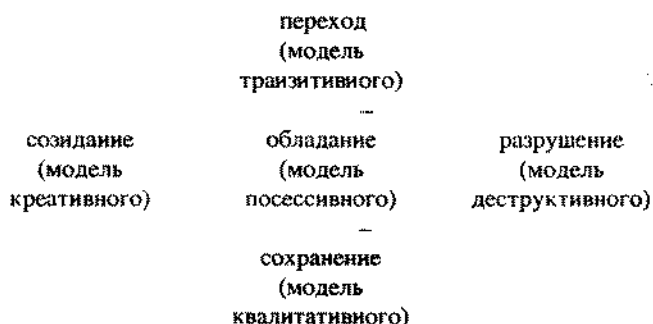 переход
(модель
транзитивного)
созидание обладание разрушение
(модель (модель (модель
креативного) посессивного) деструктивного)
сохранение
(модель
квалитативного)